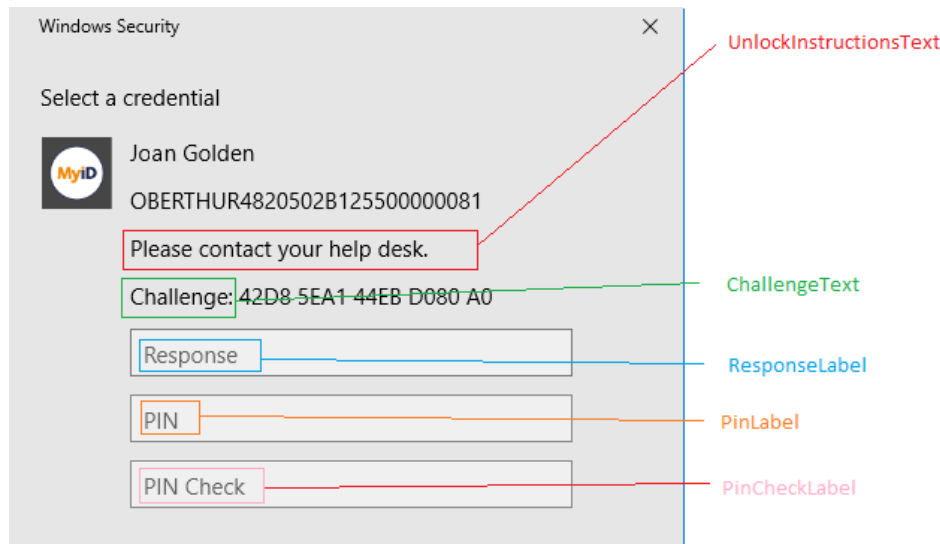 Windows Security
UnlockInstructionsText
Select a credential
MyiD
Joan Golden
OBERTHUR4820502B125500000081
Please contact your help desk.
Challenge: 42D8 5EA1 44EB D080 A0
ChallengeText
Response
ResponseLabel
PIN
PinLabel
PIN Check
PinCheckLabel